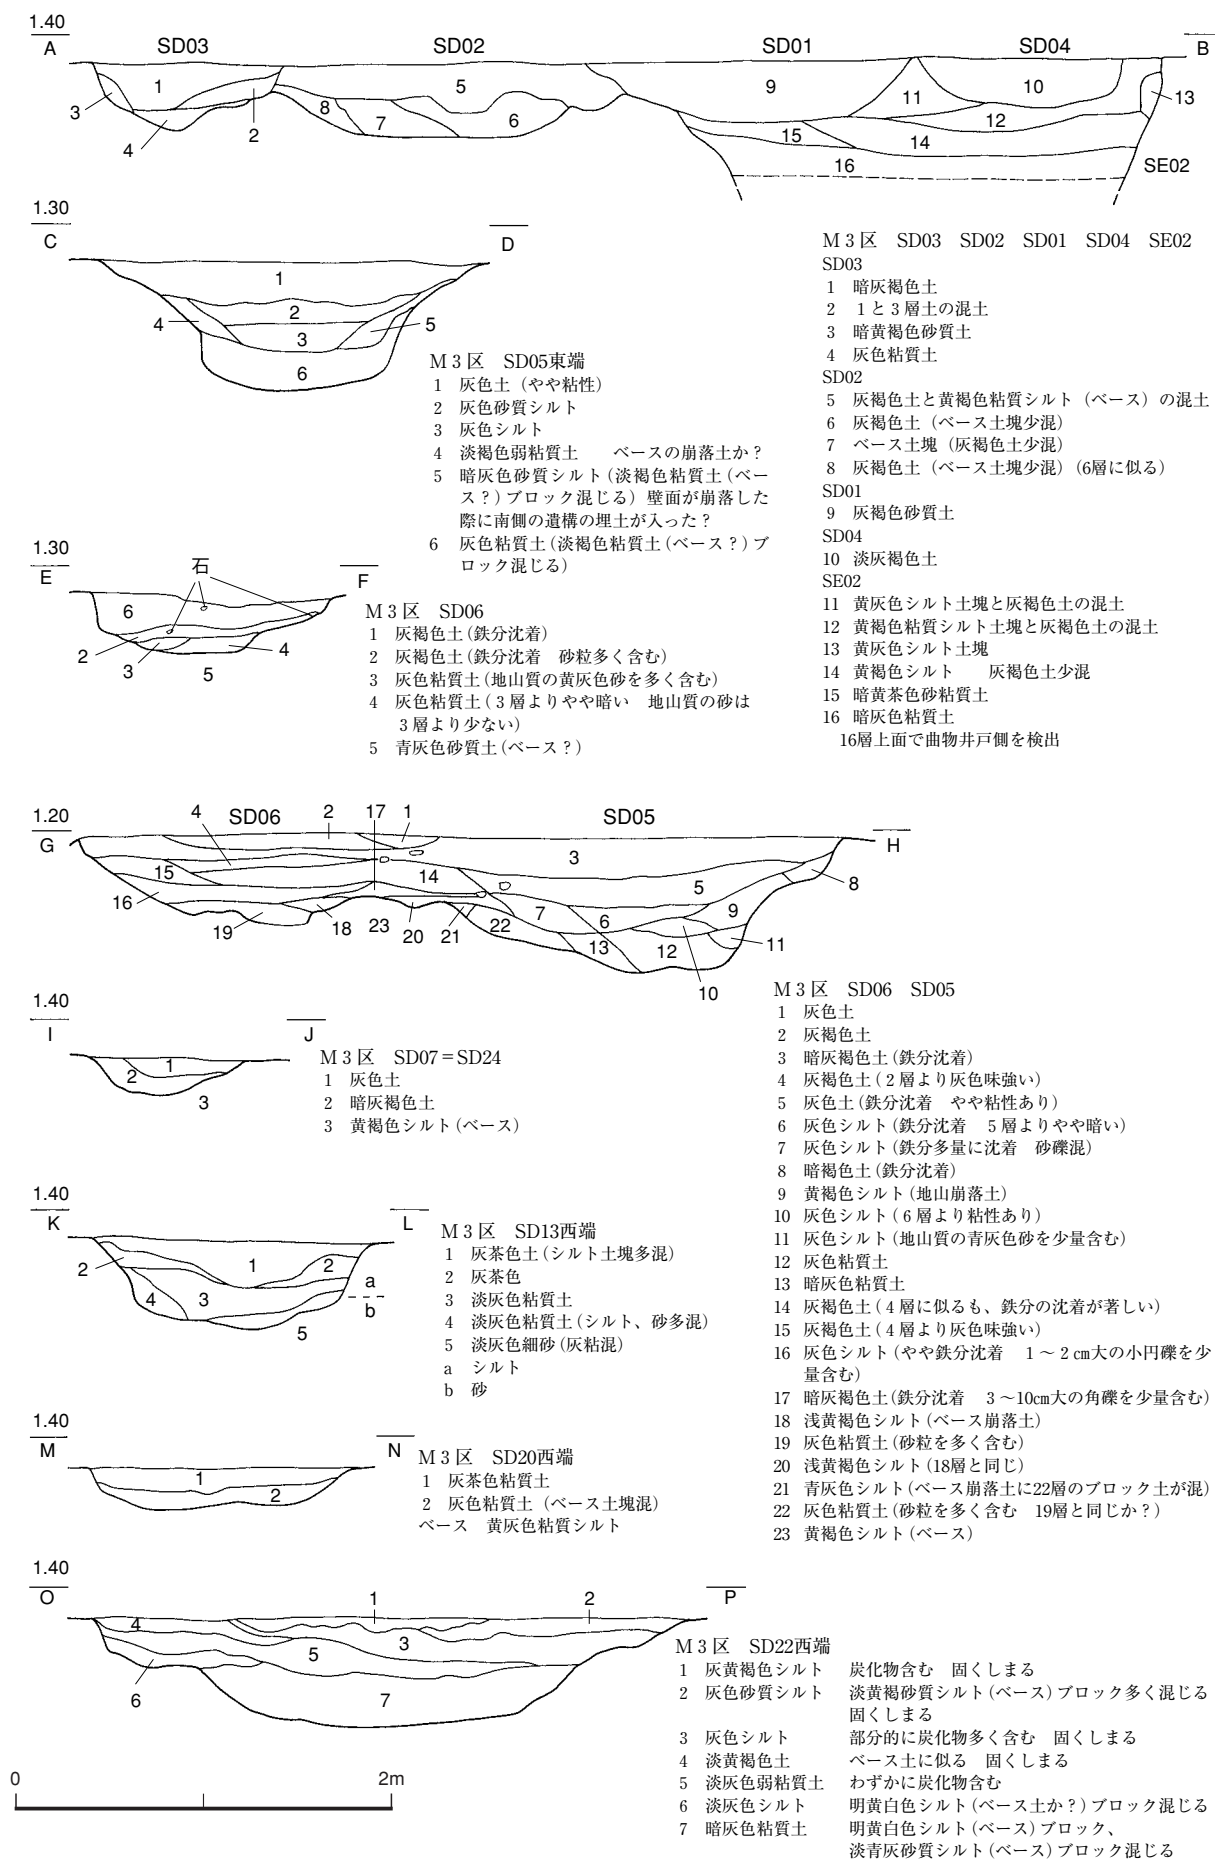 1.40
A
SD03
SD02
SD01
SD04
B
1
3
4
2
5
8
7
6
9
11
10
12
13
15
14
16
SE02
1.30
C
D
1
2
4
3
5
6
M3区 SD05東端
1 灰色土（やや粘性）
2 灰色砂質シルト
3 灰色シルト
4 淡褐色弱粘質土 ベースの崩落土か？
5 暗灰色砂質シルト(淡褐色粘質土(ベー
ス？)ブロック混じる）壁面が崩落した
際に南側の遺構の埋土が入った？
6 灰色粘質土(淡褐色粘質土(ベース？)ブ
ロック混じる）
M3区 SD03 SD02 SD01 SD04 SE02
SD03
1 暗灰褐色土
2 １と３層土の混土
3 暗黄褐色砂質土
4 灰色粘質土
SD02
5 灰褐色土と黄褐色粘質シルト（ベース）の混土
6 灰褐色土（ベース土塊少混）
7 ベース土塊（灰褐色土少混）
8 灰褐色土（ベース土塊少混）(6層に似る）
SD01
9 灰褐色砂質土
SD04
10 淡灰褐色土
SE02
11 黄灰色シルト土塊と灰褐色土の混土
12 黄褐色粘質シルト土塊と灰褐色土の混土
13 黄灰色シルト土塊
14 黄褐色シルト 灰褐色土少混
15 暗黄茶色砂粘質土
16 暗灰色粘質土
16層上面で曲物井戸側を検出
1.30
E
石
F
6
2
3
5
4
M3区 SD06
1 灰褐色土(鉄分沈着）
2 灰褐色土(鉄分沈着 砂粒多く含む）
3 灰色粘質土(地山質の黄灰色砂を多く含む）
4 灰色粘質土(３層よりやや暗い 地山質の砂は
３層より少ない）
5 青灰色砂質土(ベース？）
1.20
G
4
SD06
2
17
1
SD05
H
3
15
14
5
8
16
7
6
9
19
18
23
20
21
22
13
12
11
10
M3区 SD06 SD05
1 灰色土
2 灰褐色土
3 暗灰褐色土(鉄分沈着）
4 灰褐色土(２層より灰色味強い）
5 灰色土(鉄分沈着 やや粘性あり）
6 灰色シルト(鉄分沈着 ５層よりやや暗い）
7 灰色シルト(鉄分多量に沈着 砂礫混）
8 暗褐色土(鉄分沈着）
9 黄褐色シルト(地山崩落土）
10 灰色シルト(６層より粘性あり）
11 灰色シルト(地山質の青灰色砂を少量含む）
12 灰色粘質土
13 暗灰色粘質土
14 灰褐色土(４層に似るも、鉄分の沈着が著しい）
15 灰褐色土(４層より灰色味強い）
16 灰色シルト(やや鉄分沈着 １～２㎝大の小円礫を少
量含む）
17 暗灰褐色土(鉄分沈着 ３～10㎝大の角礫を少量含む）
18 浅黄褐色シルト(ベース崩落土）
19 灰色粘質土(砂粒を多く含む）
20 浅黄褐色シルト(18層と同じ）
21 青灰色シルト(ベース崩落土に22層のブロック土が混）
22 灰色粘質土(砂粒を多く含む 19層と同じか？）
23 黄褐色シルト(ベース）
1.40
I
J
1
2
3
M3区 SD07＝SD24
1 灰色土
2 暗灰褐色土
3 黄褐色シルト(ベース）
1.40
K
L
2
1
2
a
4
3
b
5
M3区 SD13西端
1 灰茶色土(シルト土塊多混）
2 灰茶色
3 淡灰色粘質土
4 淡灰色粘質土(シルト、砂多混）
5 淡灰色細砂(灰粘混）
a シルト
b 砂
1.40
M
N
1
2
M3区 SD20西端
1 灰茶色粘質土
2 灰色粘質土（ベース土塊混）
ベース 黄灰色粘質シルト
1.40
O
1
2
P
4
3
5
6
7
M3区 SD22西端
1 灰黄褐色シルト 炭化物含む 固くしまる
2 灰色砂質シルト 淡黄褐砂質シルト(ベース)ブロック多く混じる
固くしまる
3 灰色シルト 部分的に炭化物多く含む 固くしまる
4 淡黄褐色土 ベース土に似る 固くしまる
5 淡灰色弱粘質土 わずかに炭化物含む
6 淡灰色シルト 明黄白色シルト(ベース土か？)ブロック混じる
7 暗灰色粘質土 明黄白色シルト(ベース)ブロック、
淡青灰砂質シルト(ベース)ブロック混じる
0
2m